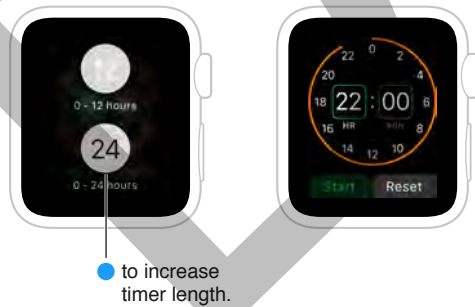 0 - 12 hours
24
0 - 24 hours
0
2
4
6
8
10
12
14
16
18
20
22
22 : 00
HR
MIN
Start
Reset
to increase
timer length.